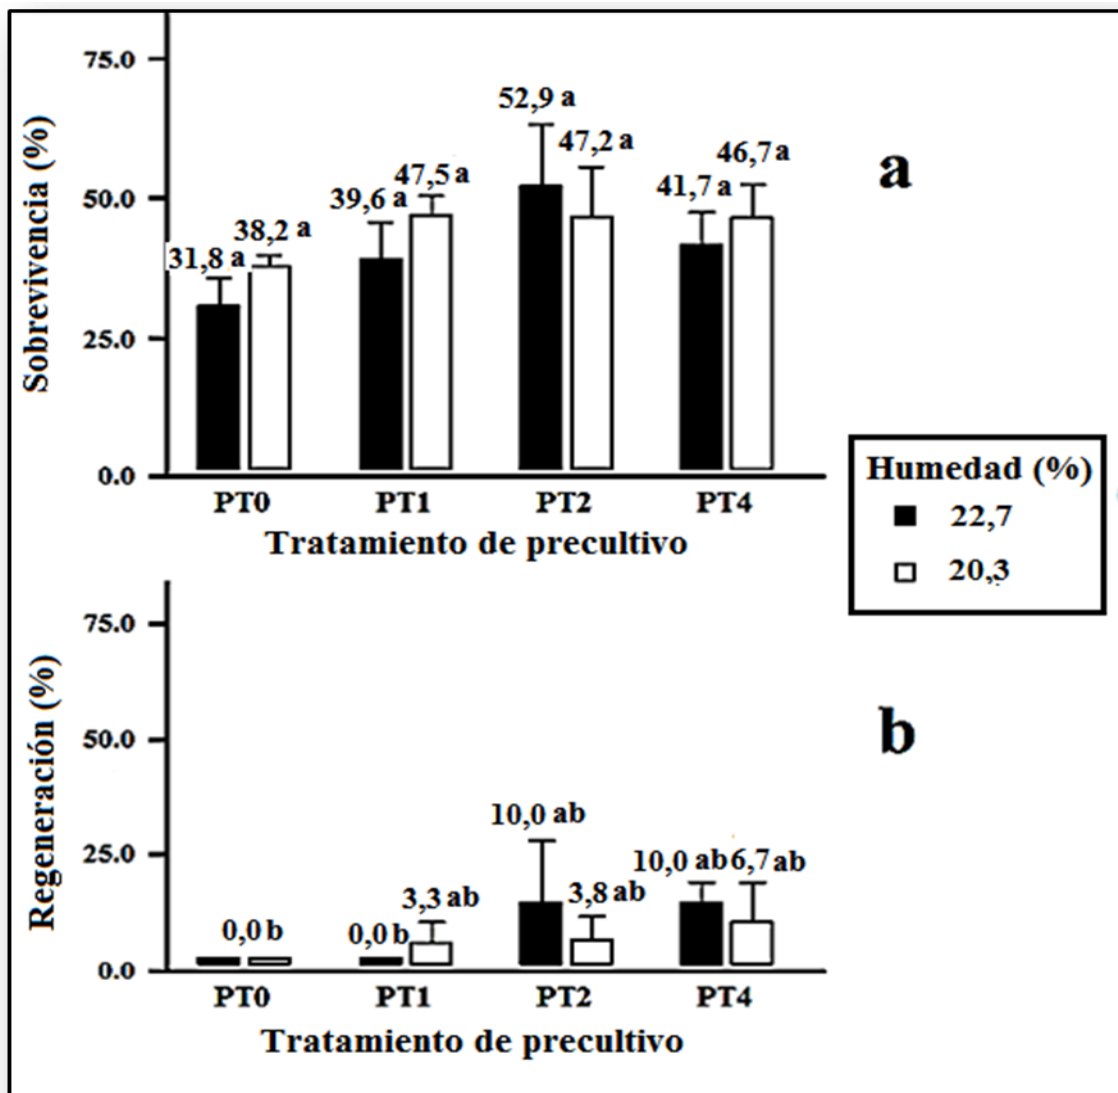 Sobrevivencia (%)
75.0
50.0
25.0
0.0
31,8 a
38,2 a
39,6 a
47,5 a
52,9 a
47,2 a
41,7 a
46,7 a
a
PT0 PT1 PT2 PT4
Tratamiento de precultivo
Humedad (%)
22,7
20,3
Regeneración (%)
75.0
50.0
25.0
0.0
0,0 b
0,0 b
3,3 ab
10,0 ab
3,8 ab
10,0 ab
6,7 ab
b
PT0 PT1 PT2 PT4
Tratamiento de precultivo